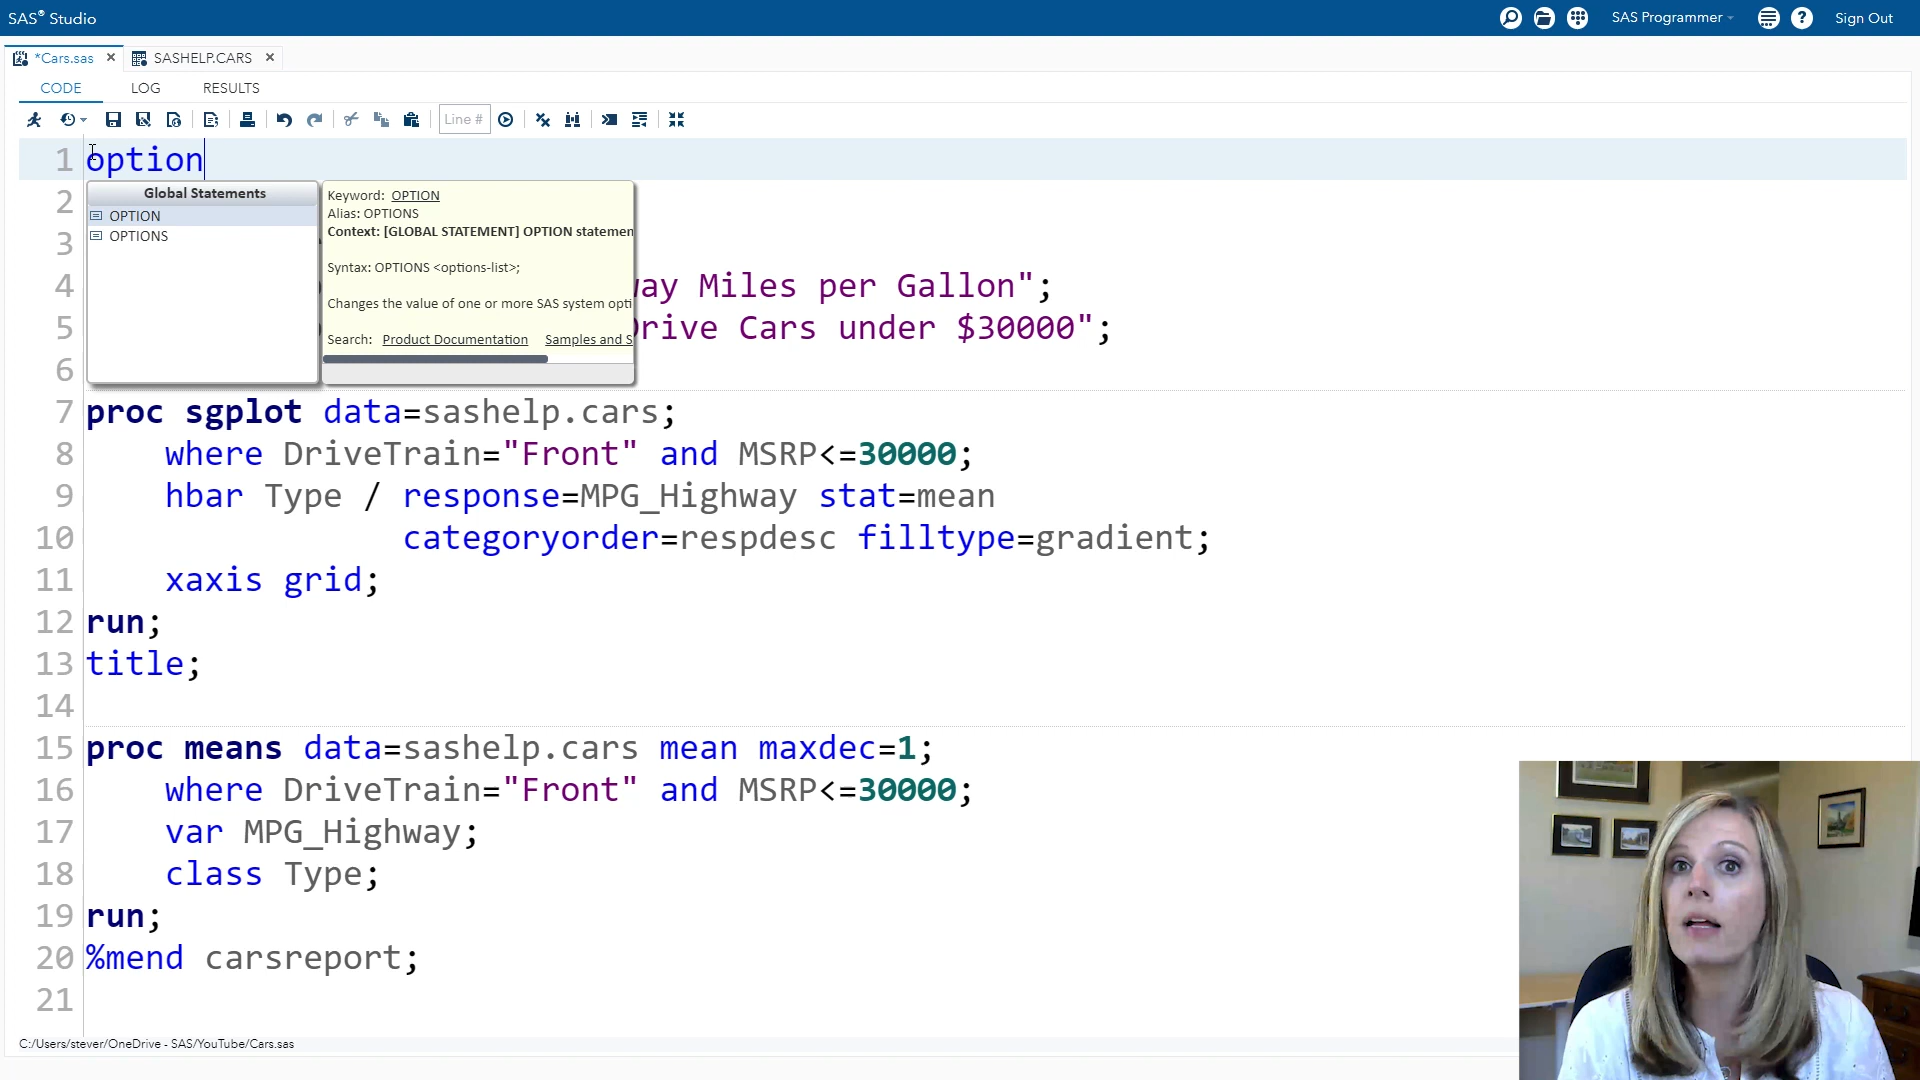 SAS® Studio
SAS Programmer
Sign Out
*Cars.sas
SASHELP.CARS
CODE
LOG
RESULTS
Line #
1 option
Global Statements
OPTION
OPTIONS
Keyword: OPTION
Alias: OPTIONS
Context: [GLOBAL STATEMENT] OPTION statemen
Syntax: OPTIONS <options-list>;
Changes the value of one or more SAS system opti
Search: Product Documentation Samples and S
2
3
4 way Miles per Gallon";
5 Drive Cars under $30000";
6
7 proc sgplot data=sashelp.cars;
8 where DriveTrain="Front" and MSRP<=30000;
9 hbar Type / response=MPG_Highway stat=mean
10 categoryorder=respdesc filltype=gradient;
11 xaxis grid;
12 run;
13 title;
14
15 proc means data=sashelp.cars mean maxdec=1;
16 where DriveTrain="Front" and MSRP<=30000;
17 var MPG_Highway;
18 class Type;
19 run;
20 %mend carsreport;
21
C:/Users/stever/OneDrive - SAS/YouTube/Cars.sas